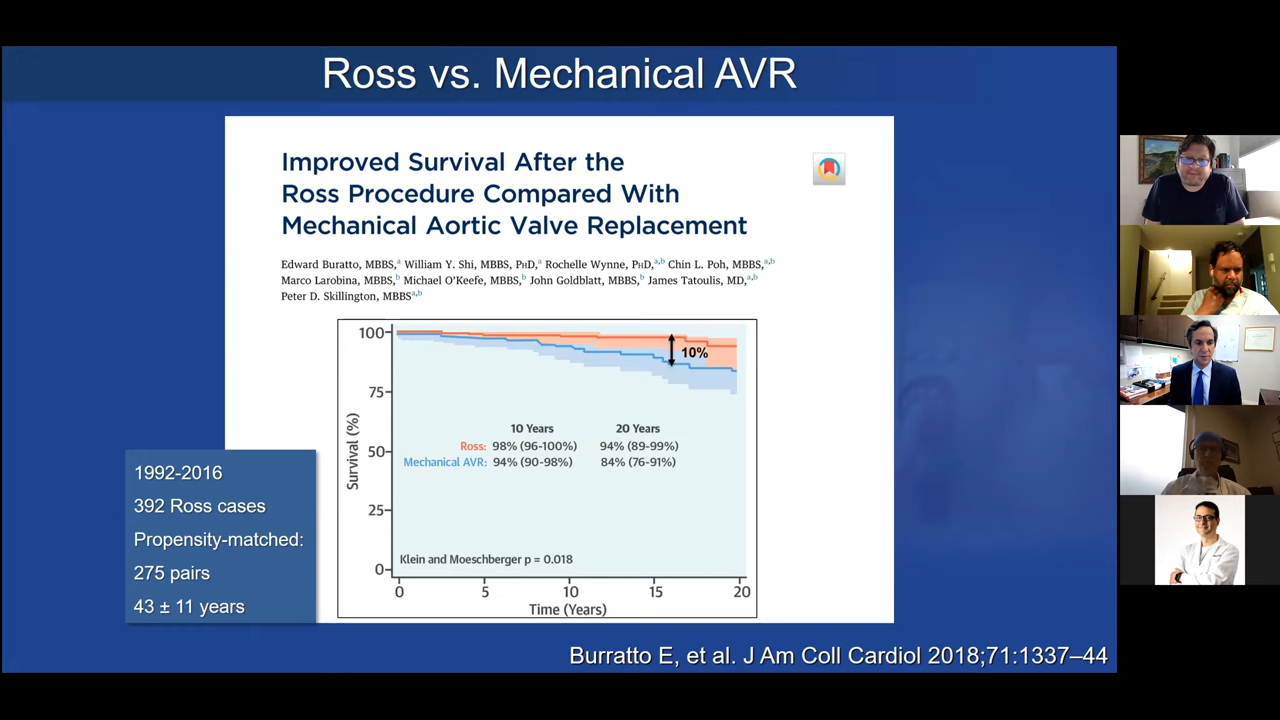 Ross vs. Mechanical AVR
Improved Survival After the
Ross Procedure Compared With
Mechanical Aortic Valve Replacement
Edward Buratto, MBBS,a William Y. Shi, MBBS, PhD,a Rochelle Wynne, PhD,a,b Chin L. Poh, MBBS,a,b
Marco Larobina, MBBS,b Michael O'Keefe, MBBS,b John Goldblatt, MBBS,b James Tatoulis, MD,a,b
Peter D. Skillington, MBBSa,b
100
75
50
25
0
Survival (%)
10%
10 Years 20 Years
Ross: 98% (96-100%) 94% (89-99%)
Mechanical AVR: 94% (90-98%) 84% (76-91%)
Klein and Moeschberger p = 0.018
0 5 10 15 20
Time (Years)
1992-2016
392 Ross cases
Propensity-matched:
275 pairs
43 ± 11 years
Burratto E, et al. J Am Coll Cardiol 2018;71:1337–44